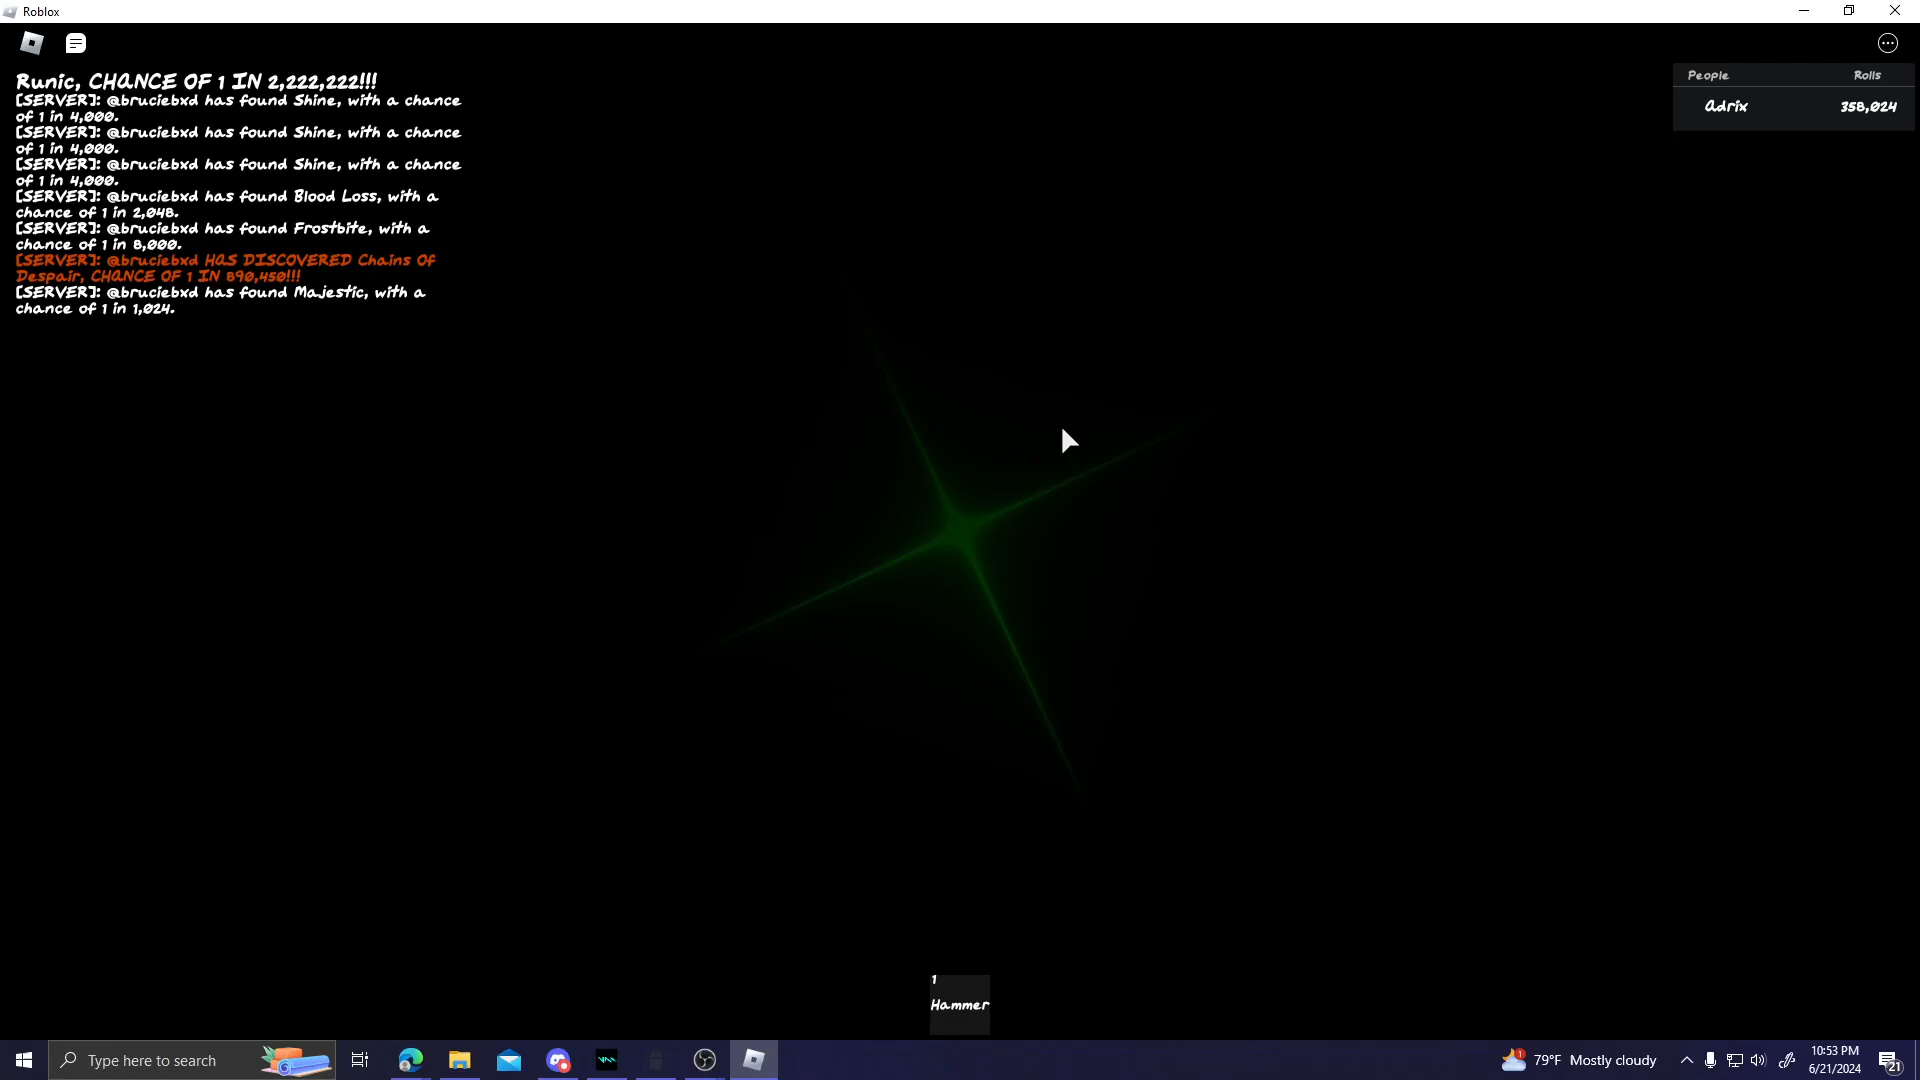 Roblox
People Rolls
Adrix 358,024
Runic, CHANCE OF 1 IN 2,222,222!!!
[SERVER]: @bruciebxd has found Shine, with a chance
of 1 in 4,000.
[SERVER]: @bruciebxd has found Shine, with a chance
of 1 in 4,000.
[SERVER]: @bruciebxd has found Shine, with a chance
of 1 in 4,000.
[SERVER]: @bruciebxd has found Blood Loss, with a
chance of 1 in 2,048.
[SERVER]: @bruciebxd has found Frostbite, with a
chance of 1 in 8,000.
[SERVER]: @bruciebxd HAS DISCOVERED Chains Of
Despair, CHANCE OF 1 IN 890,450!!!
[SERVER]: @bruciebxd has found Majestic, with a
chance of 1 in 1,024.
1
Hammer
Type here to search
1
79°F Mostly cloudy
10:53 PM
6/21/2024
21